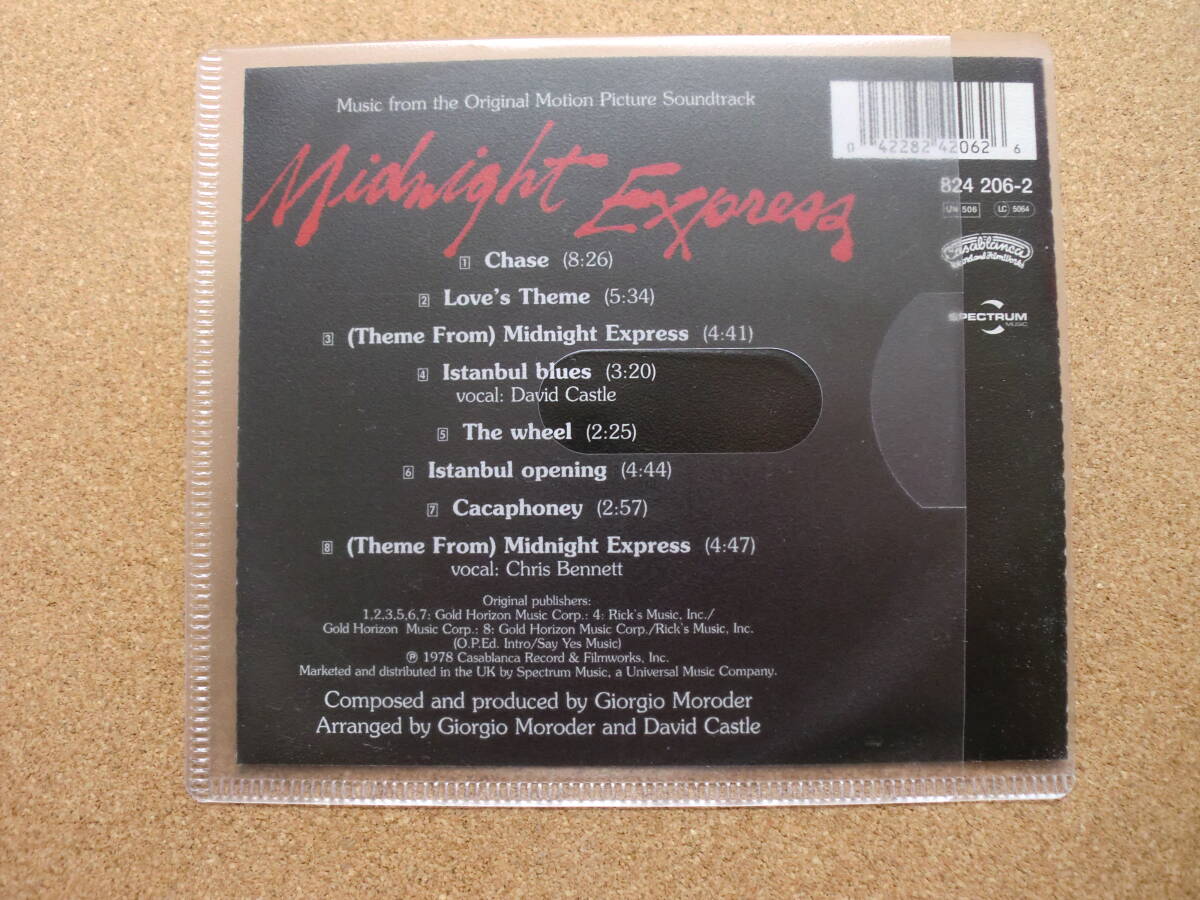 Music from the Original Motion Picture Soundtrack
Midnight Express
0 42282 42062 6
824 206-2
LC 5064
Casablanca
Record and FilmWorks
SPECTRUM
MUSIC
1 Chase (8:26)
2 Love's Theme (5:34)
3 (Theme From) Midnight Express (4:41)
4 Istanbul blues (3:20)
vocal: David Castle
5 The wheel (2:25)
6 Istanbul opening (4:44)
7 Cacaphoney (2:57)
8 (Theme From) Midnight Express (4:47)
vocal: Chris Bennett
Original publishers:
1,2,3,5,6,7: Gold Horizon Music Corp.: 4: Rick's Music, Inc./
Gold Horizon Music Corp.: 8: Gold Horizon Music Corp./Rick's Music, Inc.
(O.P.Ed. Intro/Say Yes Music)
℗ 1978 Casablanca Record & Filmworks, Inc.
Marketed and distributed in the UK by Spectrum Music, a Universal Music Company.
Composed and produced by Giorgio Moroder
Arranged by Giorgio Moroder and David Castle